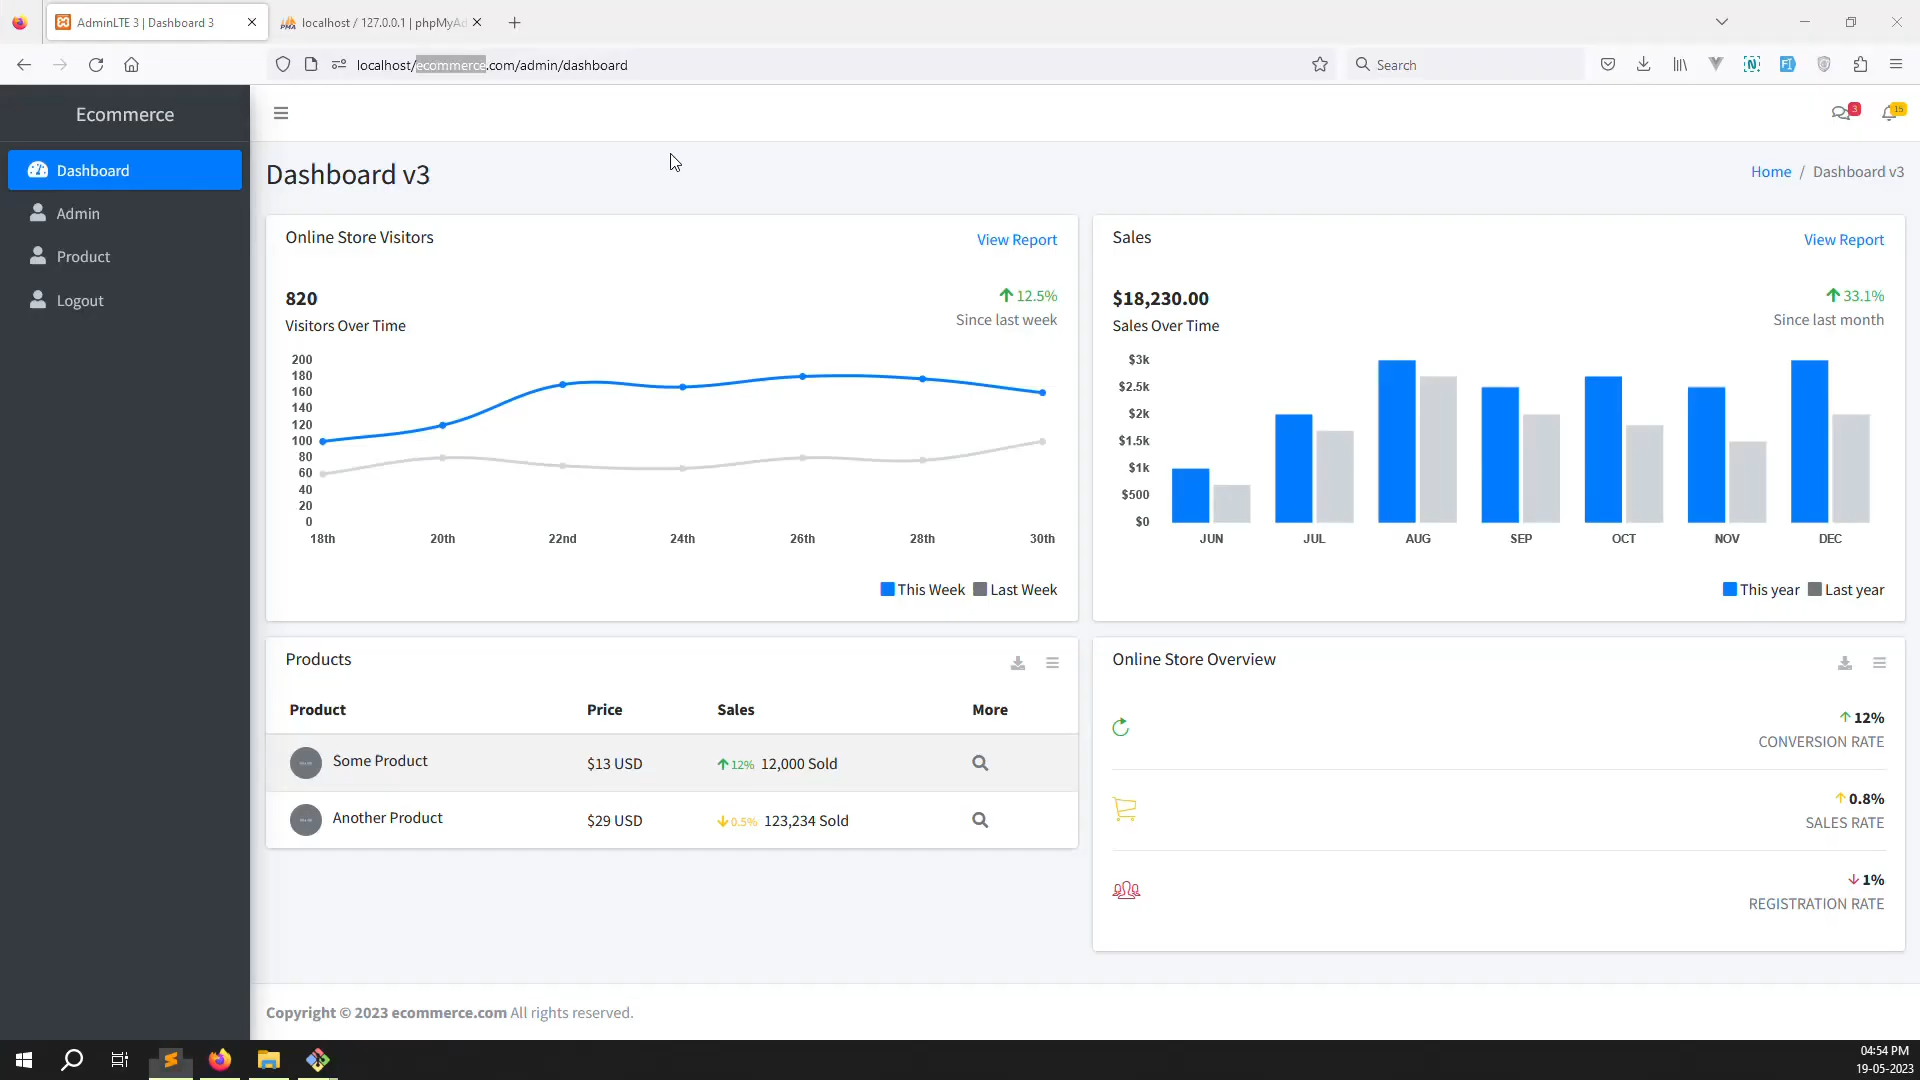 AdminLTE 3 | Dashboard 3
localhost / 127.0.0.1 | phpMyAd
localhost/ecommerce.com/admin/dashboard
Search
Ecommerce
3
15
Dashboard
Admin
Product
Logout
Dashboard v3
Home / Dashboard v3
Online Store Visitors
View Report
820
Visitors Over Time
12.5%
Since last week
200
180
160
140
120
100
80
60
40
20
0
18th 20th 22nd 24th 26th 28th 30th
This Week Last Week
Sales
View Report
$18,230.00
Sales Over Time
33.1%
Since last month
$3k
$2.5k
$2k
$1.5k
$1k
$500
$0
JUN JUL AUG SEP OCT NOV DEC
This year Last year
Products
Product Price Sales More
Some Product $13 USD 12% 12,000 Sold
Another Product $29 USD 0.5% 123,234 Sold
Online Store Overview
12%
CONVERSION RATE
0.8%
SALES RATE
1%
REGISTRATION RATE
Copyright © 2023 ecommerce.com All rights reserved.
04:54 PM
19-05-2023